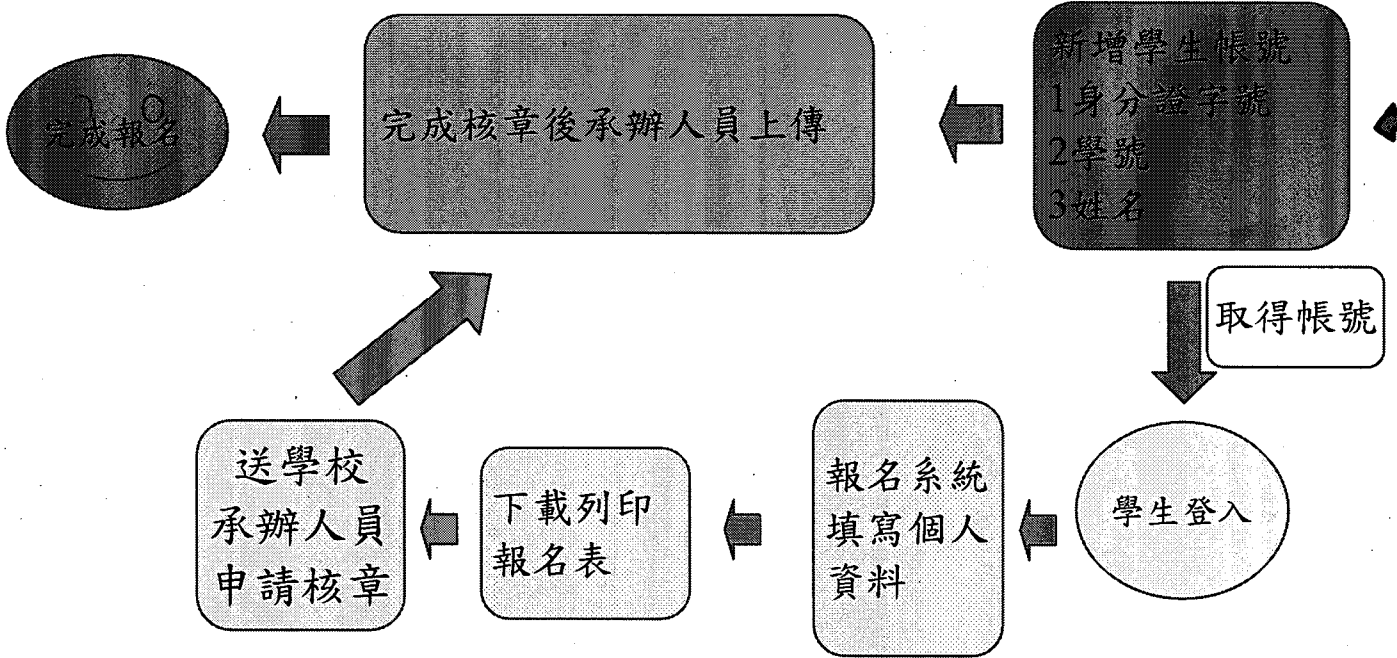 完成報名
完成核章後承辦人員上傳
新增學生帳號
1身分證字號
2學號
3姓名
取得帳號
送學校
承辦人員
申請核章
下載列印
報名表
報名系統
填寫個人
資料
學生登入